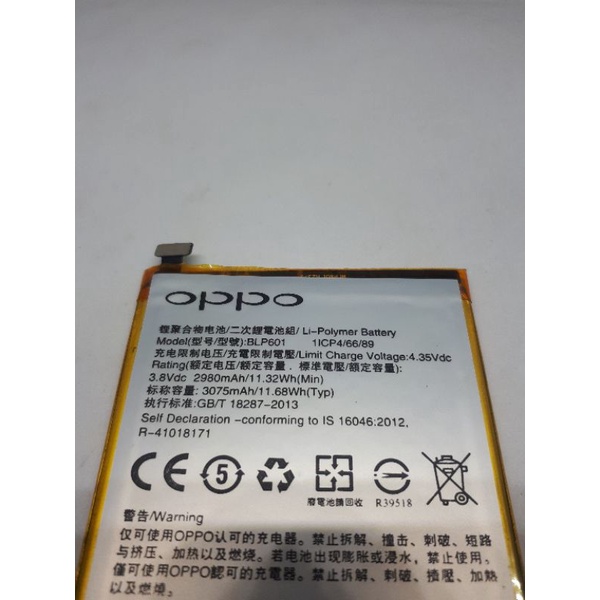 oppo
锂聚合物电池/二次鋰電池組/ Li-Polymer Battery
Model(型号/型號):BLP601 1ICP4/66/89
充电限制电压/充電限制電壓/Limit Charge Voltage:4.35Vdc
Rating(额定电压、额定容量、標準電壓/額定容量)
3.8Vdc 2980mAh/11.32Wh(Min)
标称容量: 3075mAh/11.68Wh(Typ)
执行标准:GB/T 18287-2013
Self Declaration -conforming to IS 16046:2012,
R-41018171
CE 5
廢電池請回收 R39518
警告/Warning
仅可使用OPPO认可的充电器。禁止拆解、撞击、刺破、短路
与挤压、加热以及燃烧。若电池出现膨胀或浸水，禁止使用。
僅可使用OPPO認可的充電器。禁止拆解、刺破、擠壓、加熱
以及燃燒。